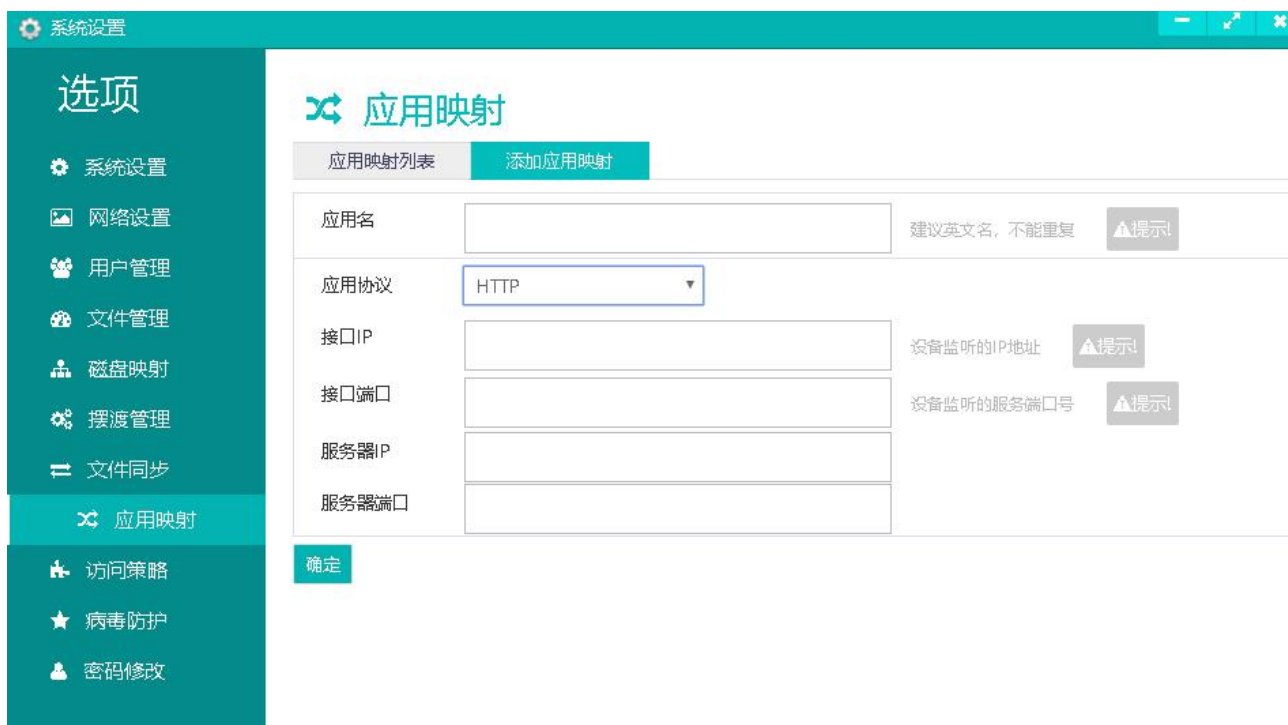 系统设置
选项
系统设置
网络设置
用户管理
文件管理
磁盘映射
摆渡管理
文件同步
应用映射
访问策略
病毒防护
密码修改
应用映射
应用映射列表 添加应用映射
应用名 建议英文名，不能重复 提示!
应用协议 HTTP
接口IP 设备监听的IP地址 提示!
接口端口 设备监听的服务端口号 提示!
服务器IP
服务器端口
确定